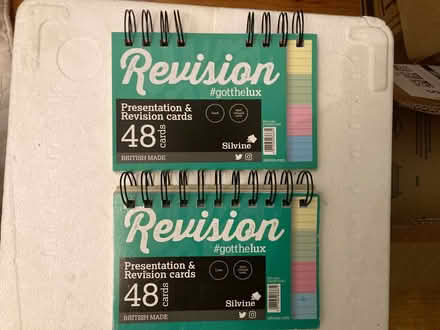 Revision
#gotthelux
Presentation &
Revision cards
48 cards
Silvine
BRITISH MADE
Revision
#gotthelux
Presentation &
Revision cards
48 cards
Silvine
BRITISH MADE